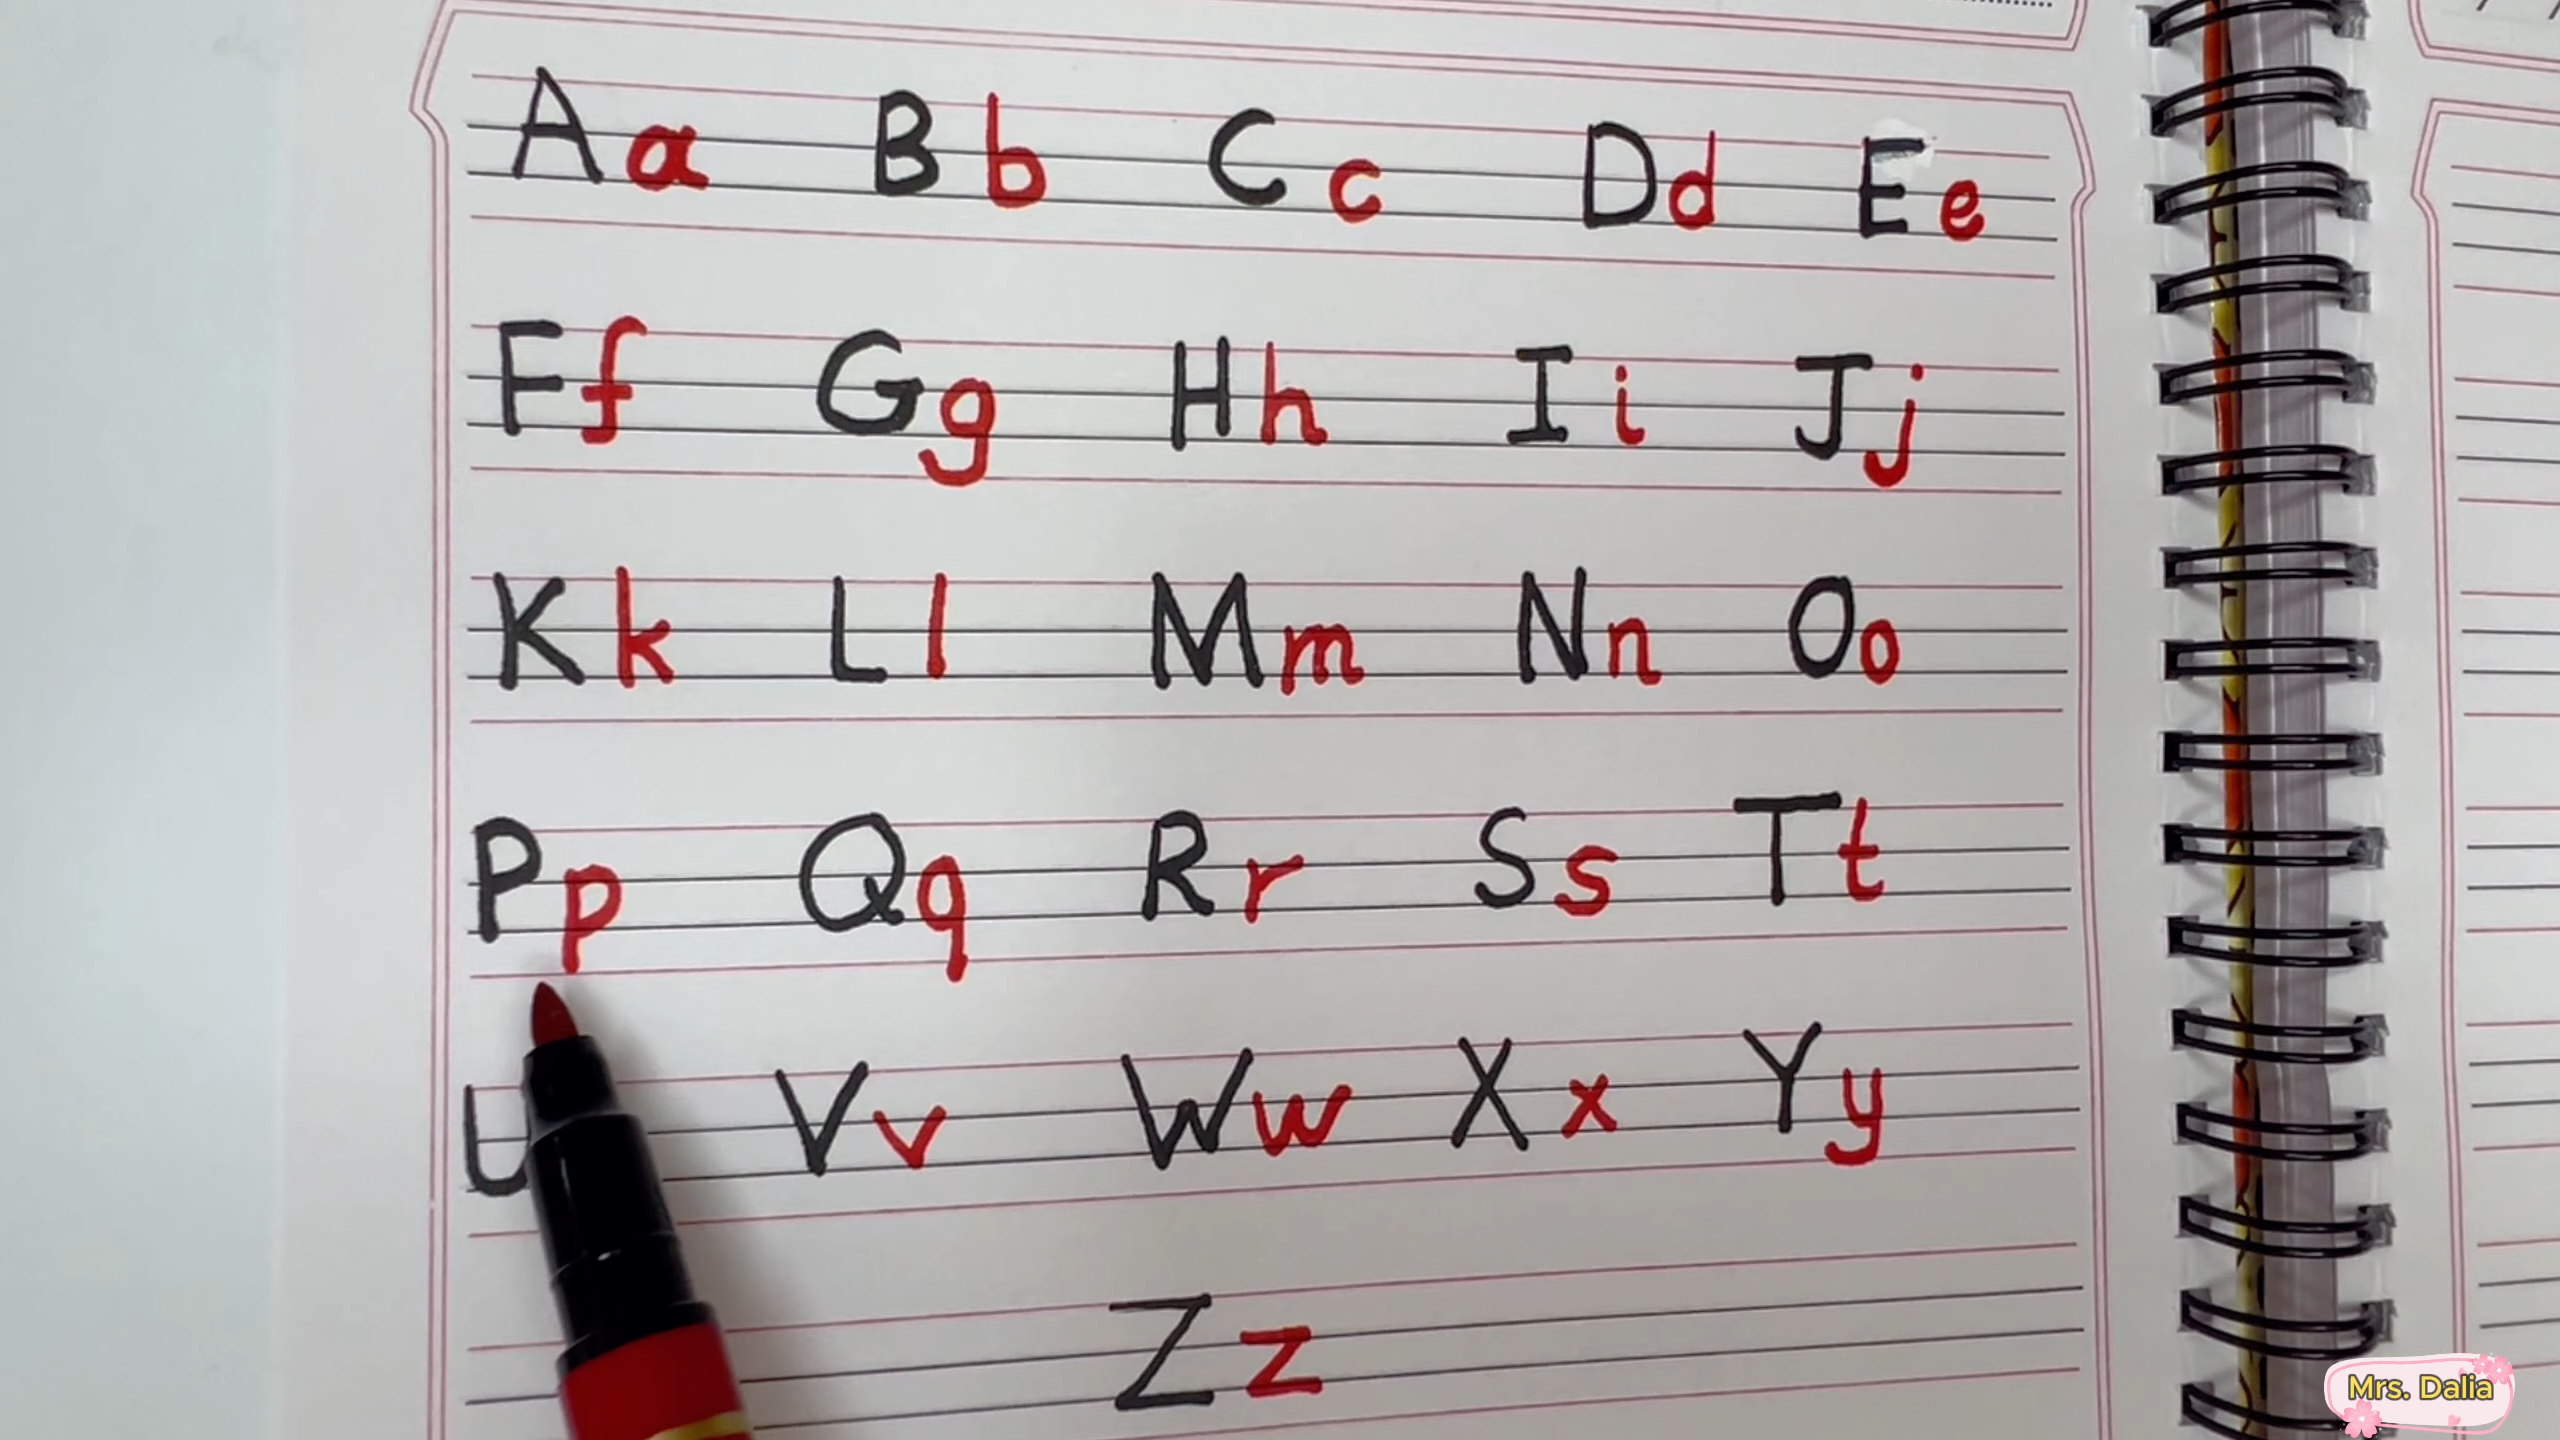 Aa Bb Cc Dd Ee
Ff Gg Hh Ii Jj
Kk Ll Mm Nn Oo
Pp Qq Rr Ss Tt
U Vv Ww Xx Yy
Zz
Mrs. Dalia